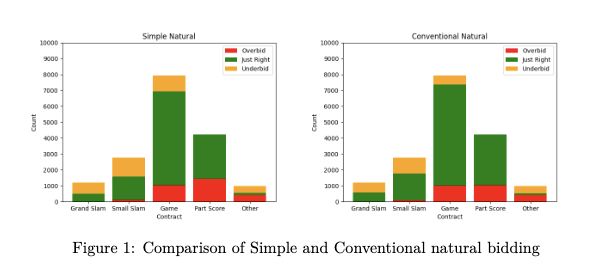 Simple Natural
10000
9000
8000
7000
6000
5000
4000
3000
2000
1000
0
Count
Overbid
Just Right
Underbid
Grand Slam Small Slam Game Part Score Other
Contract
Conventional Natural
10000
9000
8000
7000
6000
5000
4000
3000
2000
1000
0
Count
Overbid
Just Right
Underbid
Grand Slam Small Slam Game Part Score Other
Contract
Figure 1: Comparison of Simple and Conventional natural bidding